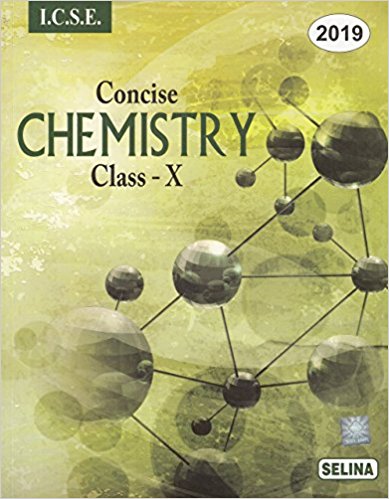 I.C.S.E.
2019
Concise
CHEMISTRY
Class - X
SELINA